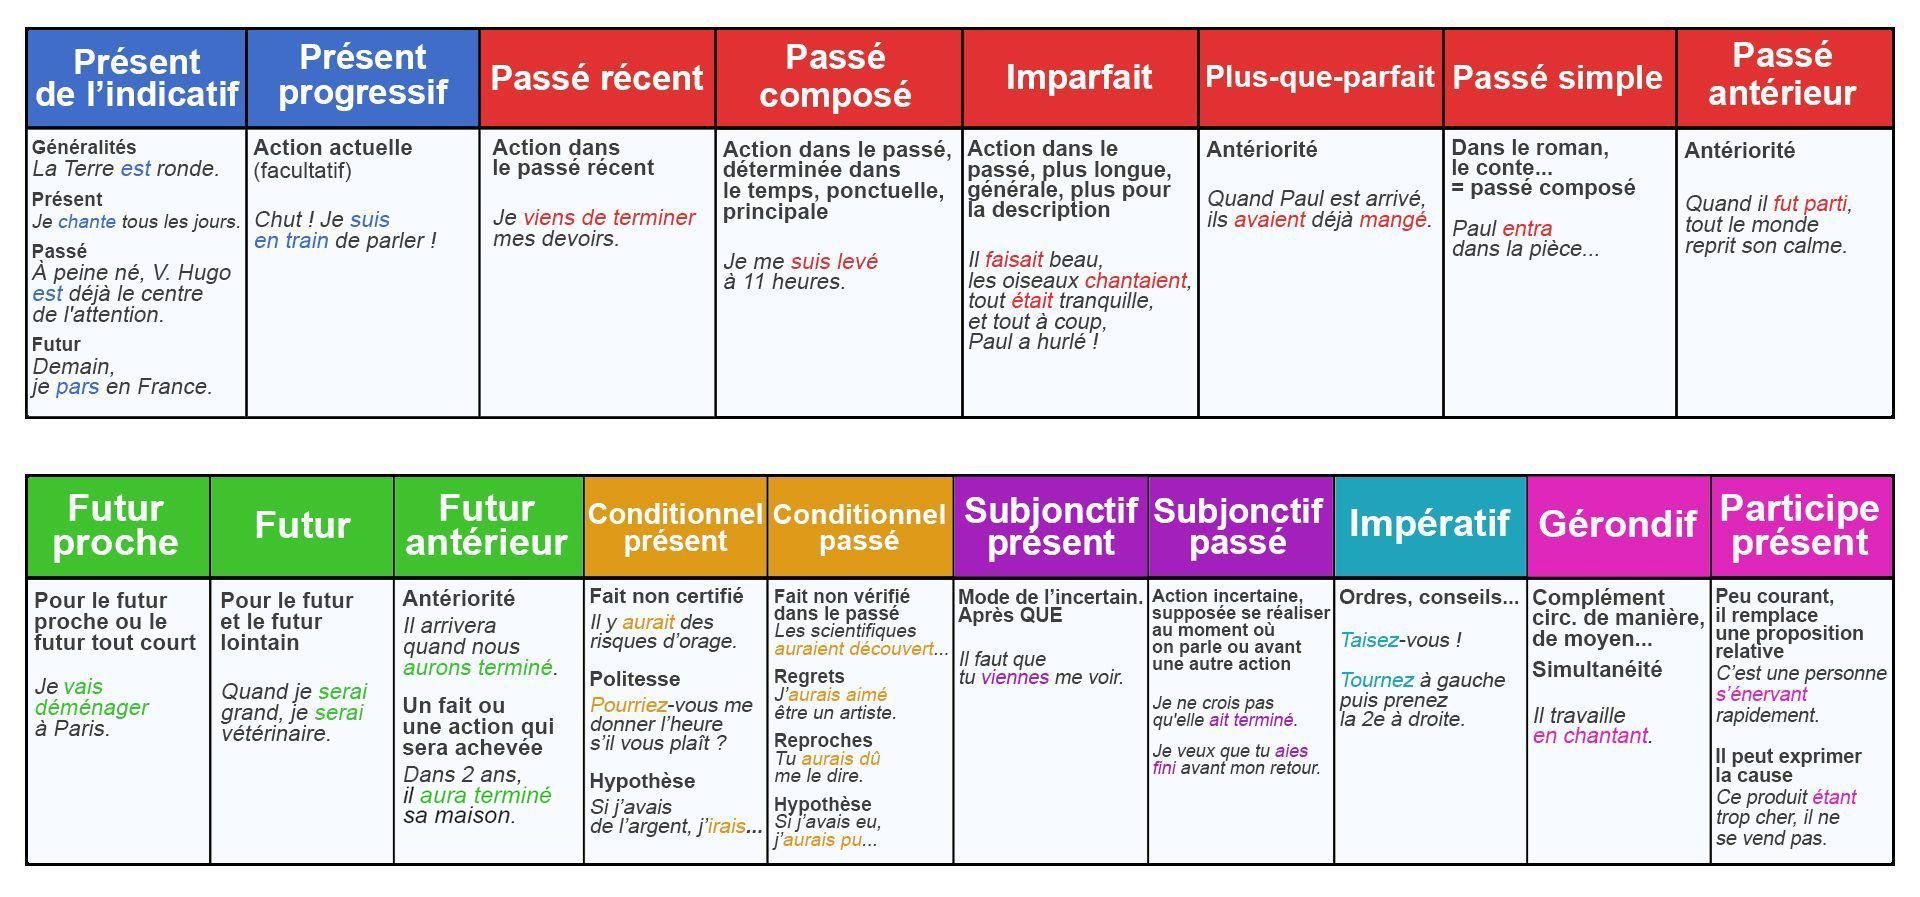 Présent
de l’indicatif
Présent
progressif
Passé récent
Passé
composé
Imparfait
Plus-que-parfait
Passé simple
Passé
antérieur
Généralités
La Terre est ronde.
Présent
Je chante tous les jours.
Passé
À peine né, V. Hugo
est déjà le centre
de l'attention.
Futur
Demain,
je pars en France.
Action actuelle
(facultatif)
Chut ! Je suis
en train de parler !
Action dans
le passé récent
Je viens de terminer
mes devoirs.
Action dans le passé,
déterminée dans
le temps, ponctuelle,
principale
Je me suis levé
à 11 heures.
Action dans le
passé, plus longue,
générale, plus pour
la description
Il faisait beau,
les oiseaux chantaient,
tout était tranquille,
et tout à coup,
Paul a hurlé !
Antériorité
Quand Paul est arrivé,
ils avaient déjà mangé.
Dans le roman,
le conte...
= passé composé
Paul entra
dans la pièce...
Antériorité
Quand il fut parti,
tout le monde
reprit son calme.
Futur
proche
Futur
Futur
antérieur
Conditionnel
présent
Conditionnel
passé
Subjonctif
présent
Subjonctif
passé
Impératif
Gérondif
Participe
présent
Pour le futur
proche ou le
futur tout court
Je vais
déménager
à Paris.
Pour le futur
et le futur
lointain
Quand je serai
grand, je serai
vétérinaire.
Antériorité
Il arrivera
quand nous
aurons terminé.
Un fait ou
une action qui
sera achevée
Dans 2 ans,
il aura terminé
sa maison.
Fait non certifié
Il y aurait des
risques d’orage.
Politesse
Pourriez-vous me
donner l’heure
s’il vous plaît ?
Hypothèse
Si j’avais
de l’argent, j’irais...
Fait non vérifié
dans le passé
Les scientifiques
auraient découvert...
Regrets
J’aurais aimé
être un artiste.
Reproches
Tu aurais dû
me le dire.
Hypothèse
Si j’avais eu,
j’aurais pu...
Mode de l’incertain.
Après QUE
Il faut que
tu viennes me voir.
Action incertaine,
supposée se réaliser
au moment où
on parle ou avant
une autre action
Je ne crois pas
qu'elle ait terminé.
Je veux que tu aies
fini avant mon retour.
Ordres, conseils...
Taisez-vous !
Tournez à gauche
puis prenez
la 2e à droite.
Complément
circ. de manière,
de moyen...
Simultanéité
Il travaille
en chantant.
Peu courant,
il remplace
une proposition
relative
C’est une personne
s’énervant
rapidement.
Il peut exprimer
la cause
Ce produit étant
trop cher, il ne
se vend pas.